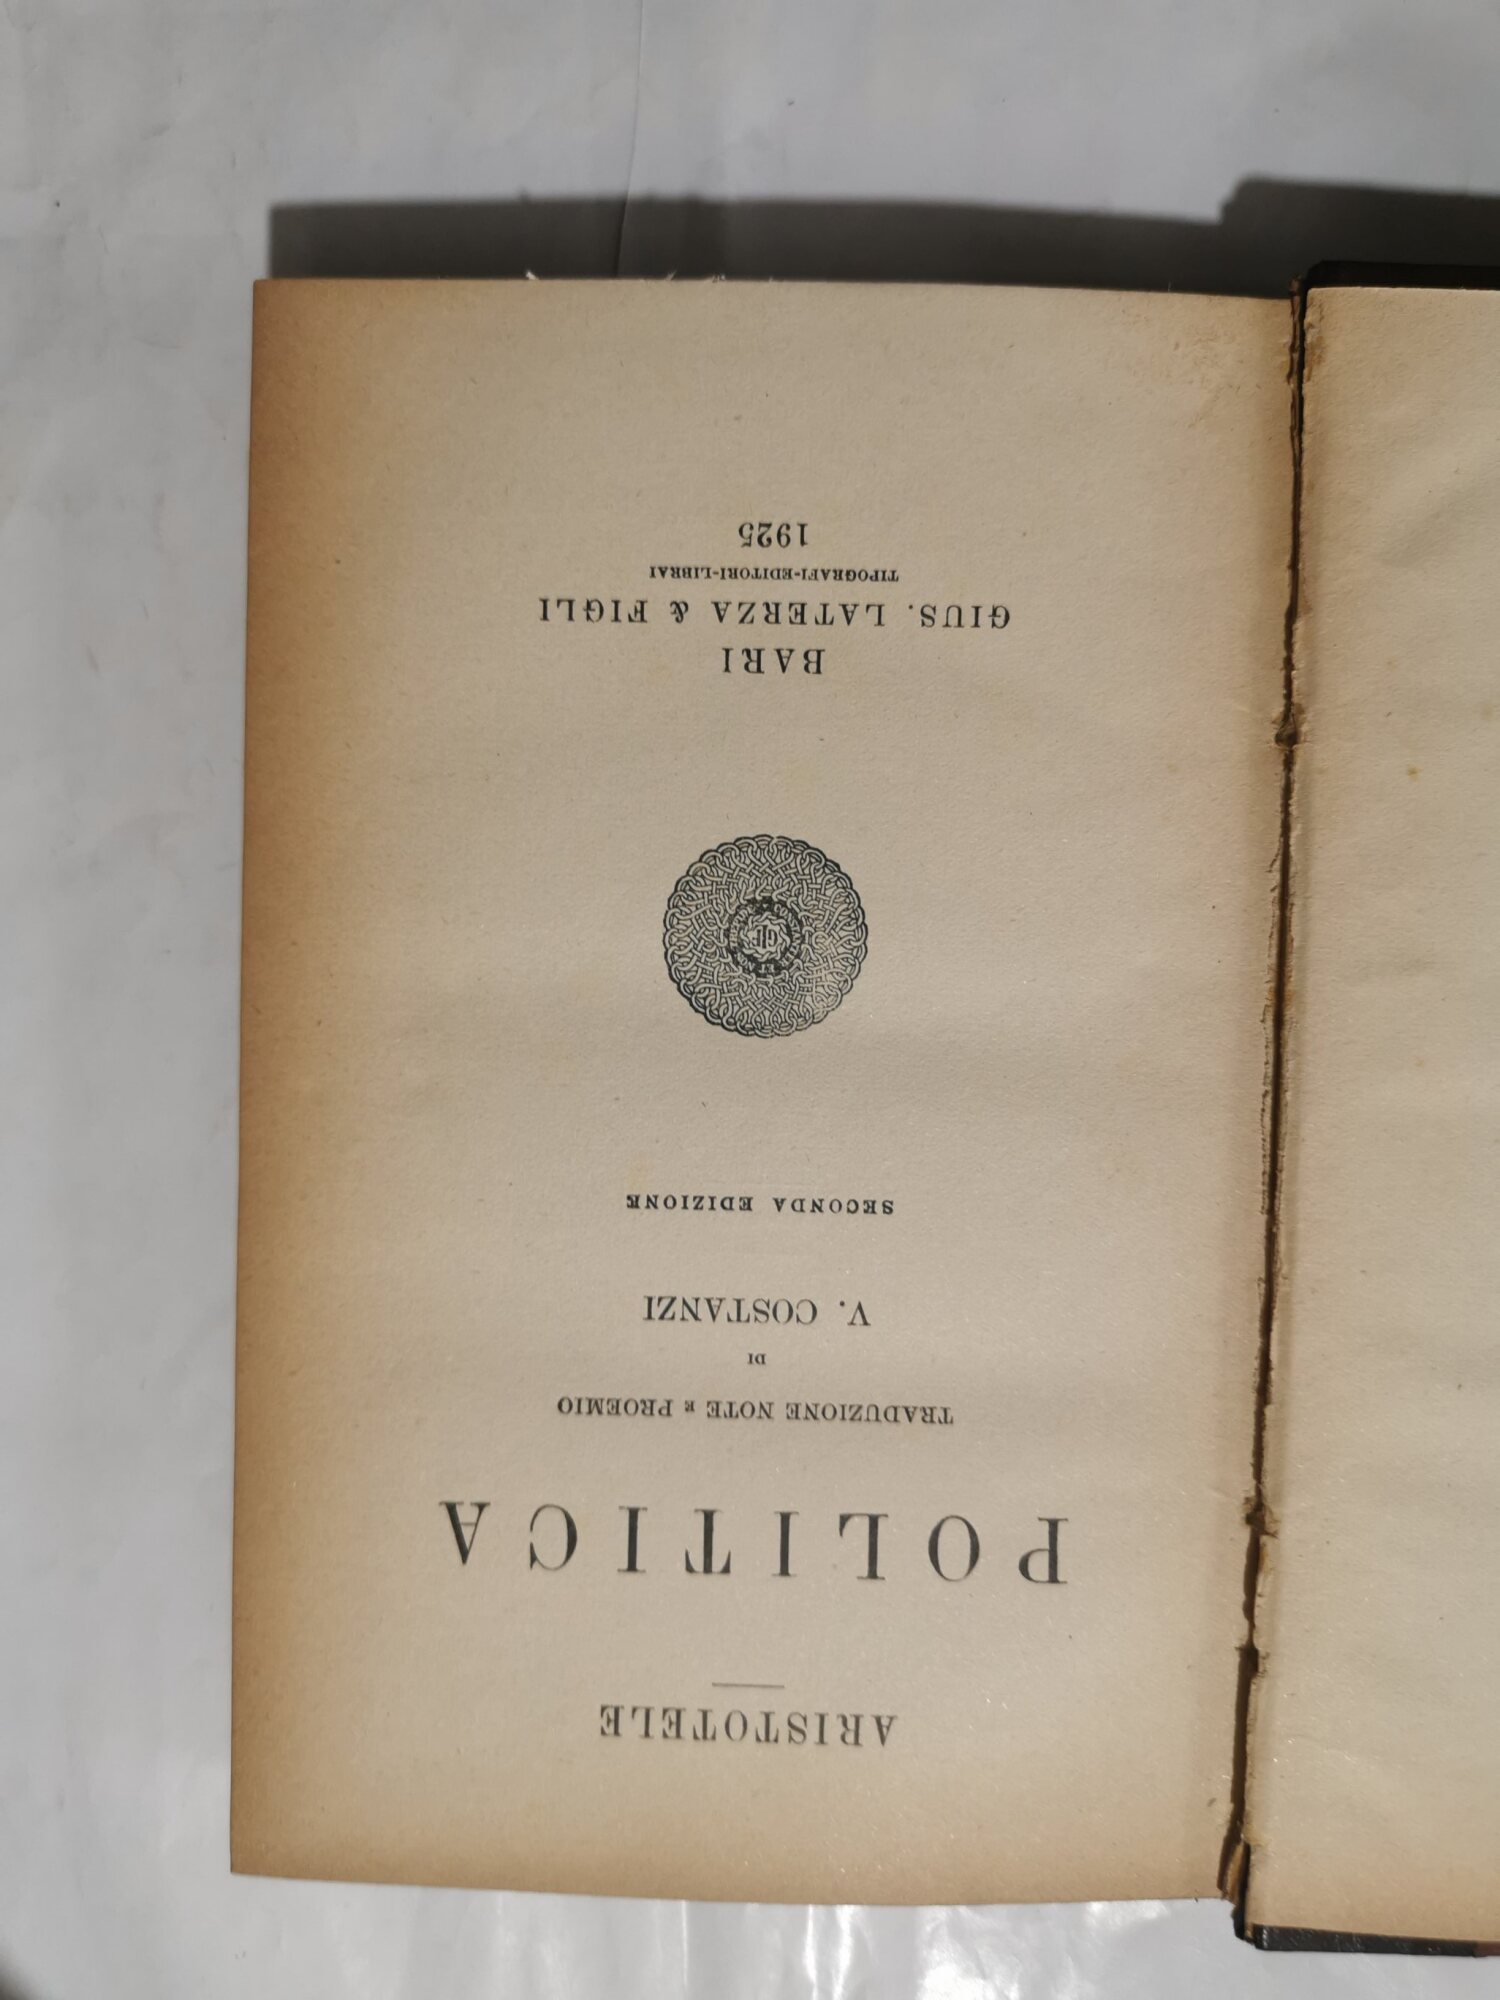 ARISTOTELE
POLITICA
TRADUZIONE NOTE E PROEMIO
DI
V. COSTANZI
SECONDA EDIZIONE
BARI
GIUS. LATERZA & FIGLI
TIPOGRAFI-EDITORI-LIBRAI
1925